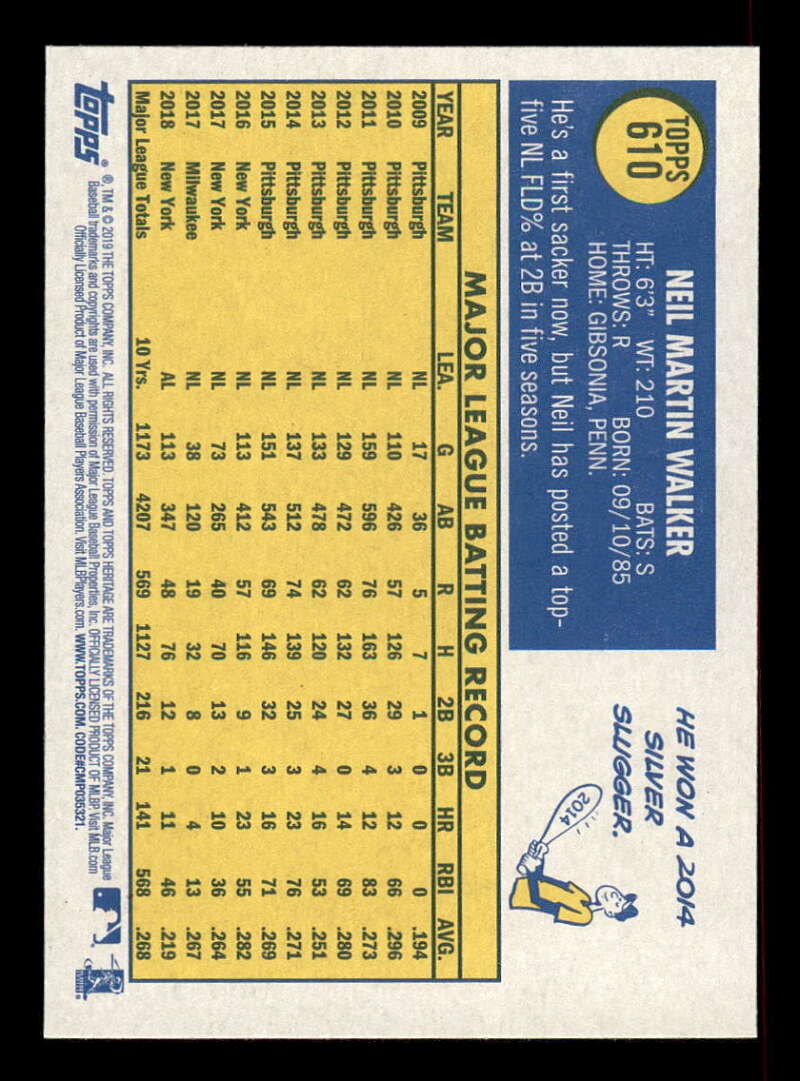 TOPPS
610
NEIL MARTIN WALKER
HT: 6'3" WT: 210 BATS: S
THROWS: R BORN: 09/10/85
HOME: GIBSONIA, PENN.
He's a first sacker now, but Neil has posted a top-
five NL FLD% at 2B in five seasons.
HE WON A 2014
SILVER
SLUGGER.
2014
MAJOR LEAGUE BATTING RECORD
YEAR TEAM LEA. G AB R H 2B 3B HR RBI AVG.
2009 Pittsburgh NL 17 36 5 7 1 0 0 0 .194
2010 Pittsburgh NL 110 426 57 126 29 3 12 66 .296
2011 Pittsburgh NL 159 596 76 163 36 4 12 83 .273
2012 Pittsburgh NL 129 472 62 132 27 0 14 69 .280
2013 Pittsburgh NL 133 478 62 120 24 4 16 53 .251
2014 Pittsburgh NL 137 512 74 139 25 3 23 76 .271
2015 Pittsburgh NL 151 543 69 146 32 3 16 71 .269
2016 New York NL 113 412 57 116 9 1 23 55 .282
2017 New York NL 73 265 40 70 13 2 10 36 .264
2017 Milwaukee NL 38 120 19 32 8 0 4 13 .267
2018 New York AL 113 347 48 76 12 1 11 46 .219
Major League Totals 10 Yrs. 1173 4207 569 1127 216 21 141 568 .268
topps®
®, TM & © 2019 THE TOPPS COMPANY, INC. ALL RIGHTS RESERVED. TOPPS AND TOPPS HERITAGE ARE TRADEMARKS OF THE TOPPS COMPANY, INC. Major League
Baseball trademarks and copyrights are used with permission of Major League Baseball Properties, Inc. OFFICIALLY LICENSED PRODUCT OF MLBP. Visit MLB.com
Officially Licensed Product of Major League Baseball Players Association. Visit MLBPlayers.com. WWW.TOPPS.COM. CODE#CMP035321.